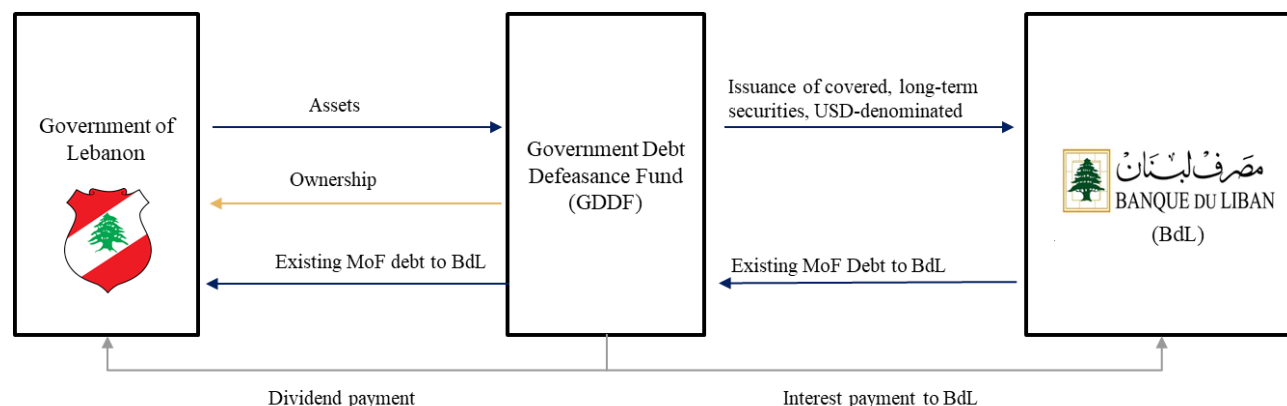 Government of
Lebanon
Assets
Ownership
Existing MoF debt to BdL
Government Debt
Defeasance Fund
(GDDF)
Issuance of covered, long-term
securities, USD-denominated
Existing MoF Debt to BdL
مصرف لبنان
BANQUE DU LIBAN
(BdL)
Dividend payment
Interest payment to BdL